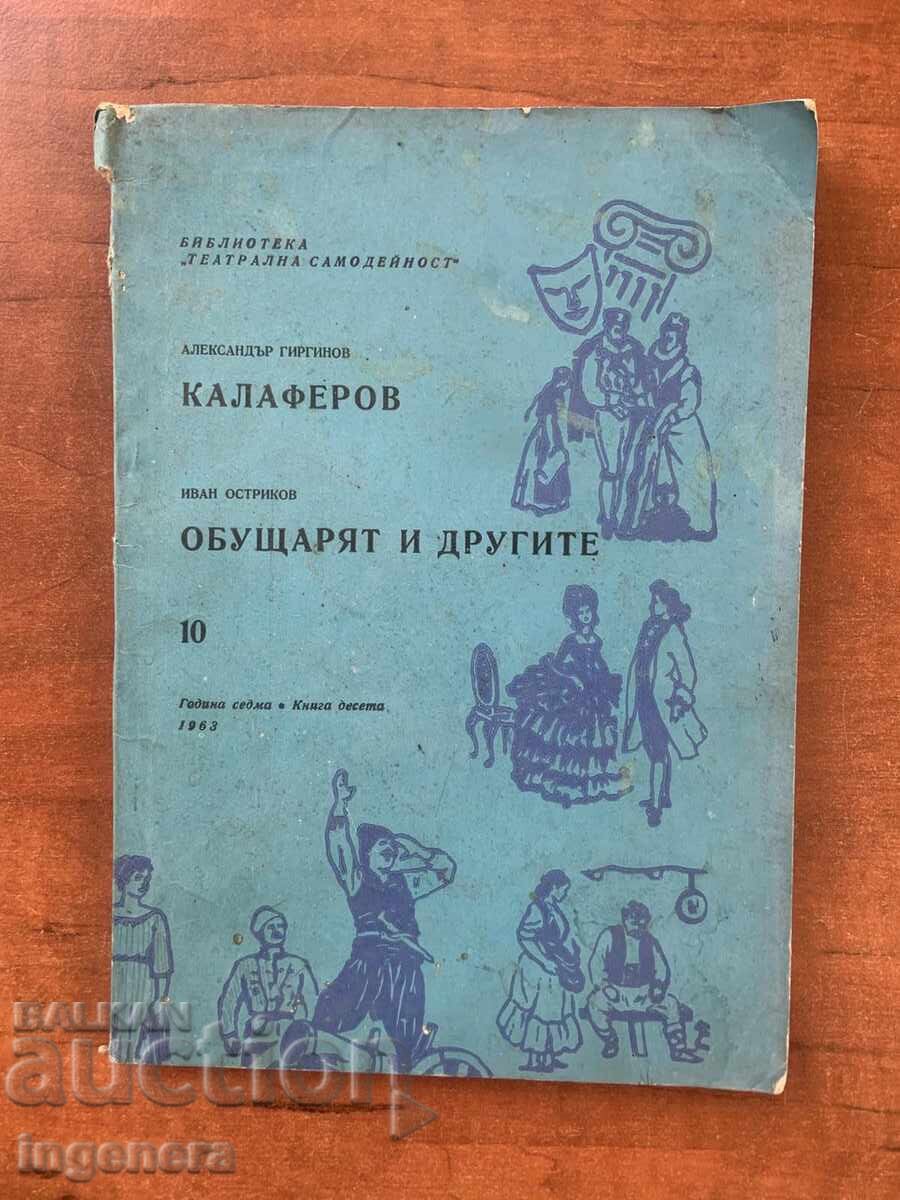 БИБЛИОТЕКА
„ТЕАТРАЛНА САМОДЕЙНОСТ“
АЛЕКСАНДЪР ГИРГИНОВ
КАЛАФЕРОВ
ИВАН ОСТРИКОВ
ОБУЩАРЯТ И ДРУГИТЕ
10
Година седма • Книга десета
1963
BALKAN
auction
ingenera